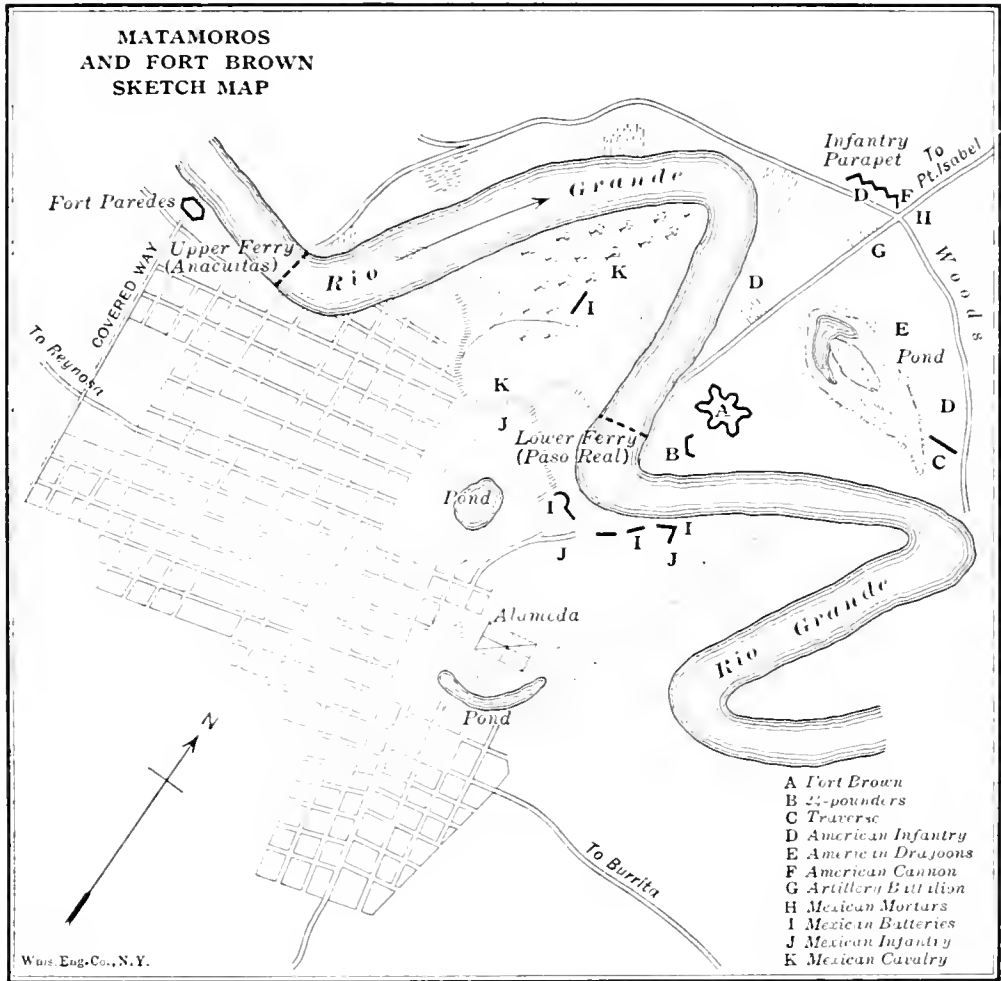 MATAMOROS
AND FORT BROWN
SKETCH MAP
Infantry
Parapet
To
Pt. Isabel
D
F
H
G
Woods
Fort Paredes
Upper Ferry
(Anacuitas)
Rio Grande
COVERED WAY
To Reynosa
K
I
D
E
Pond
K
J
Lower Ferry
(Paso Real)
A
B
D
C
Pond
I
J
I
I
J
Alameda
Pond
Rio Grande
N
To Burrita
A Fort Brown
B -pounders
C Traverse
D American Infantry
E American Dragoons
F American Cannon
G Artillery Battalion
H Mexican Mortars
I Mexican Batteries
J Mexican Infantry
K Mexican Cavalry
Wms. Eng. Co., N.Y.